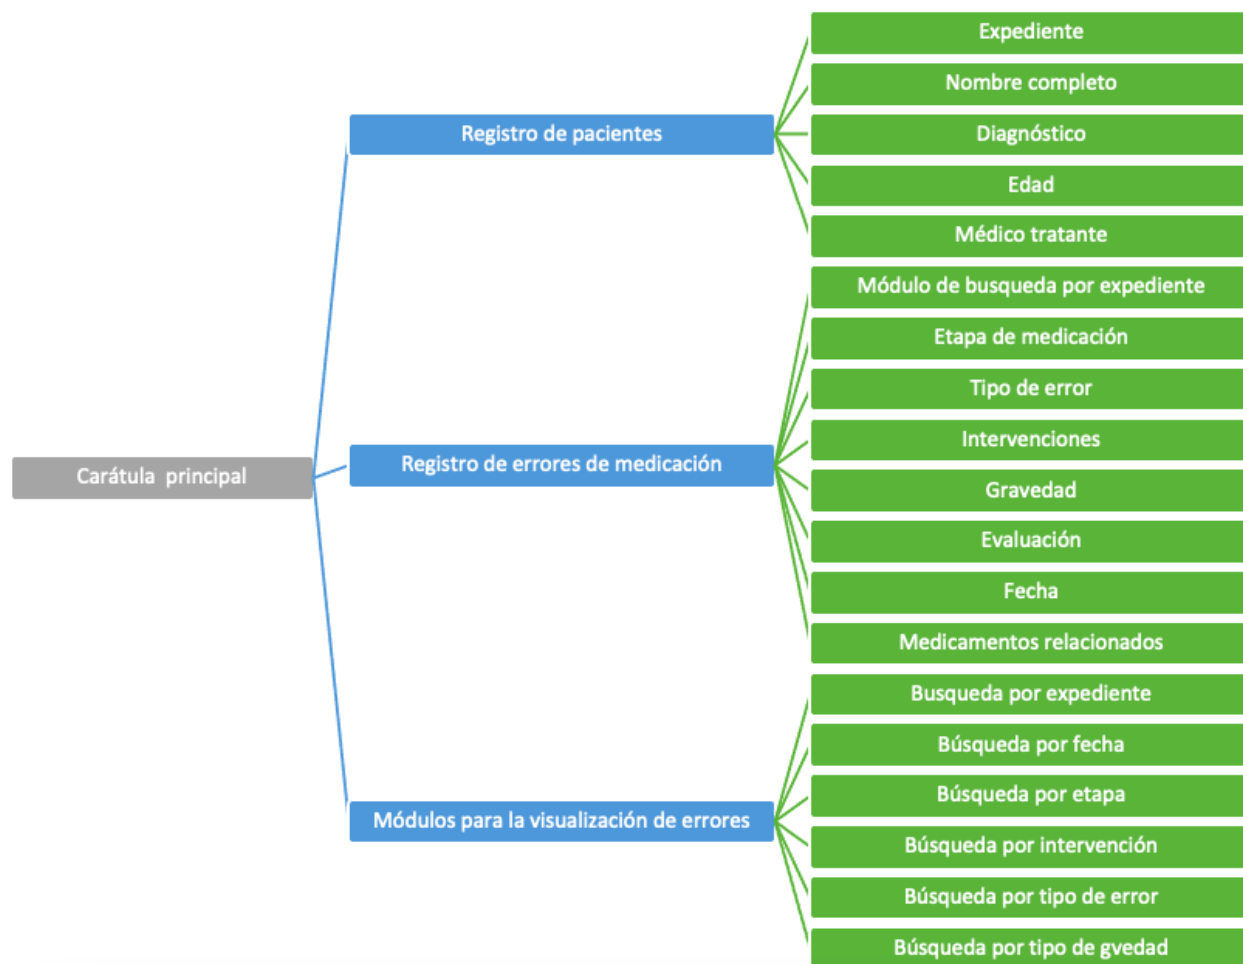 Carátula  principal
Registro de pacientes
Expediente
Nombre completo
Diagnóstico
Edad
Médico tratante
Registro de errores de medicación
Módulo de busqueda por expediente
Etapa de medicación
Tipo de error
Intervenciones
Gravedad
Evaluación
Fecha
Medicamentos relacionados
Módulos para la visualización de errores
Busqueda por expediente
Búsqueda por fecha
Búsqueda por etapa
Búsqueda por intervención
Búsqueda por tipo de error
Búsqueda por tipo de gvedad